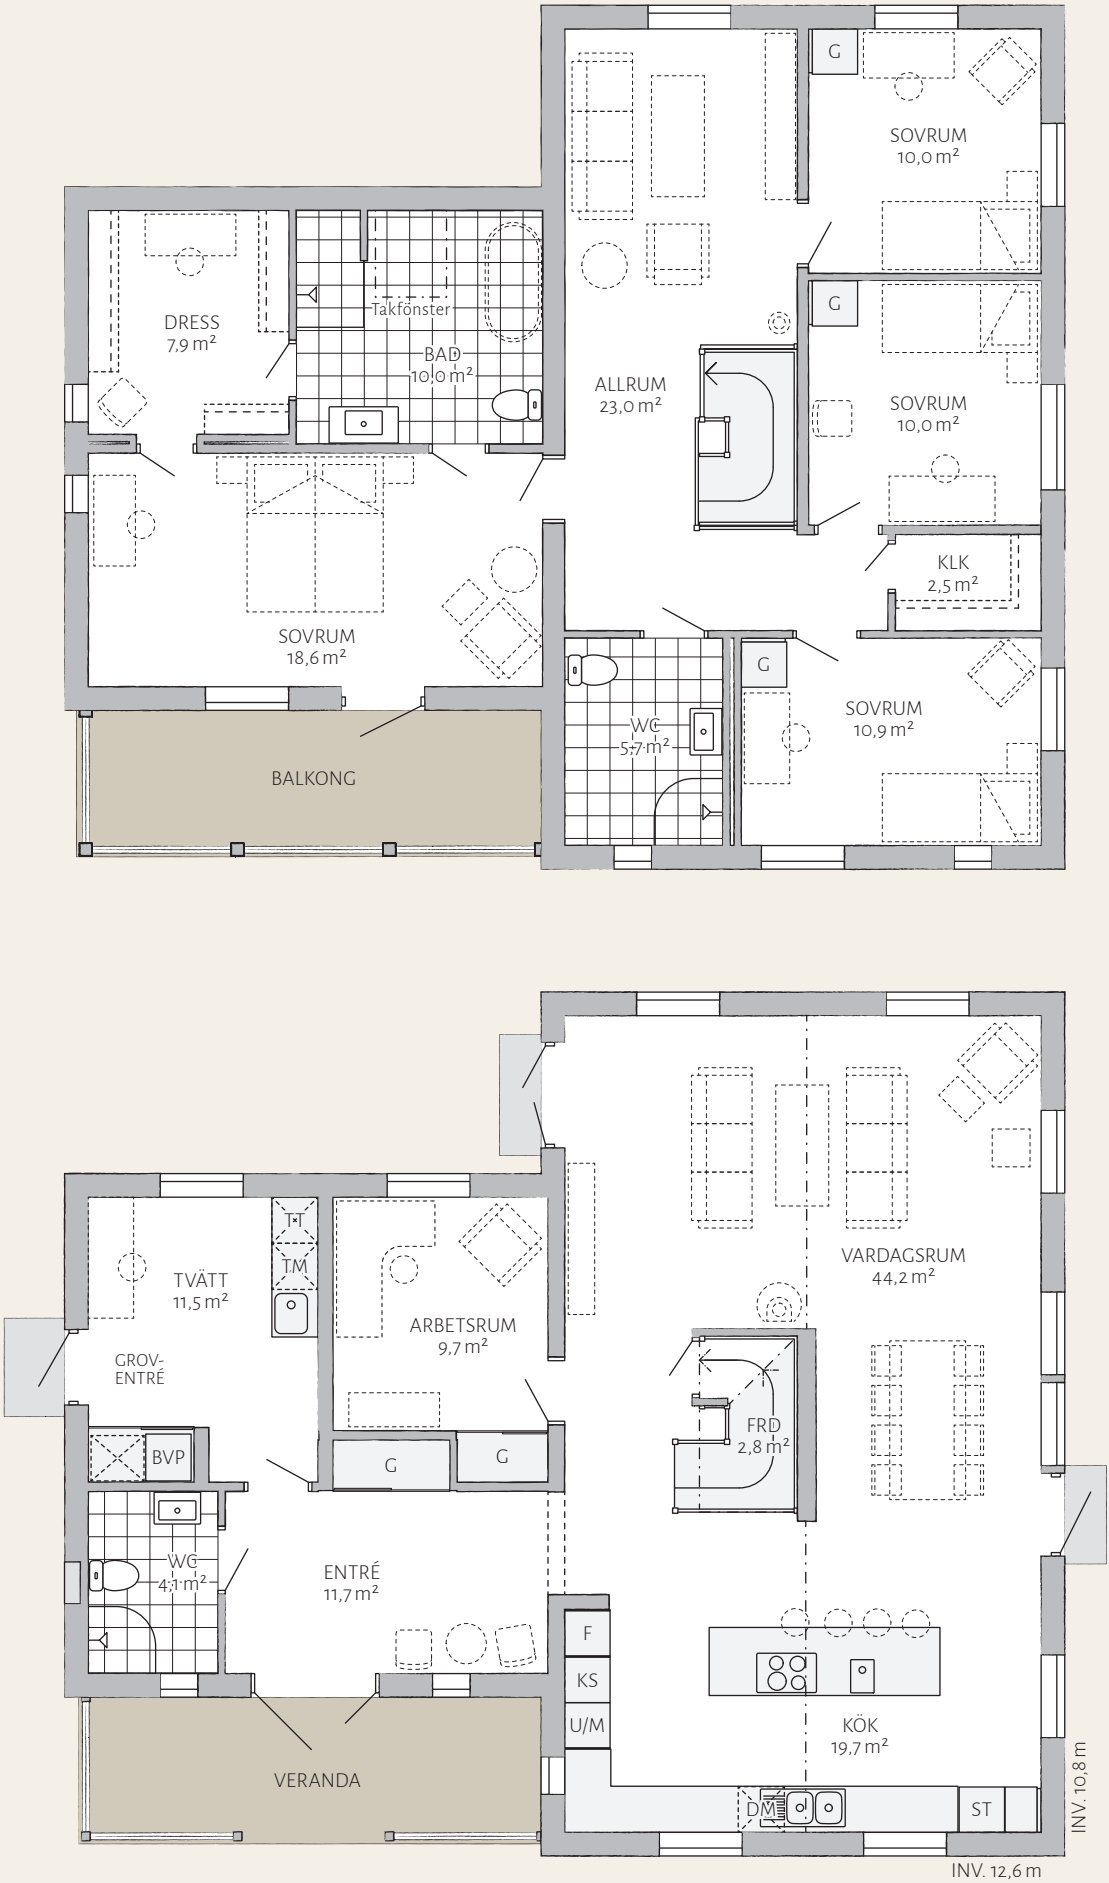 G
SOVRUM
10,0 m²
DRESS
7,9 m²
Takfönster
BAD
10,0 m²
ALLRUM
23,0 m²
G
SOVRUM
10,0 m²
KLK
2,5 m²
SOVRUM
18,6 m²
G
SOVRUM
10,9 m²
WC
5,7 m²
BALKONG
TT
TM
TVÄTT
11,5 m²
ARBETSRUM
9,7 m²
VARDAGSRUM
44,2 m²
GROV-
ENTRÉ
BVP
G
G
FRD
2,8 m²
WC
4,1 m²
ENTRÉ
11,7 m²
F
KS
U/M
KÖK
19,7 m²
VERANDA
DM
ST
INV. 10,8 m
INV. 12,6 m